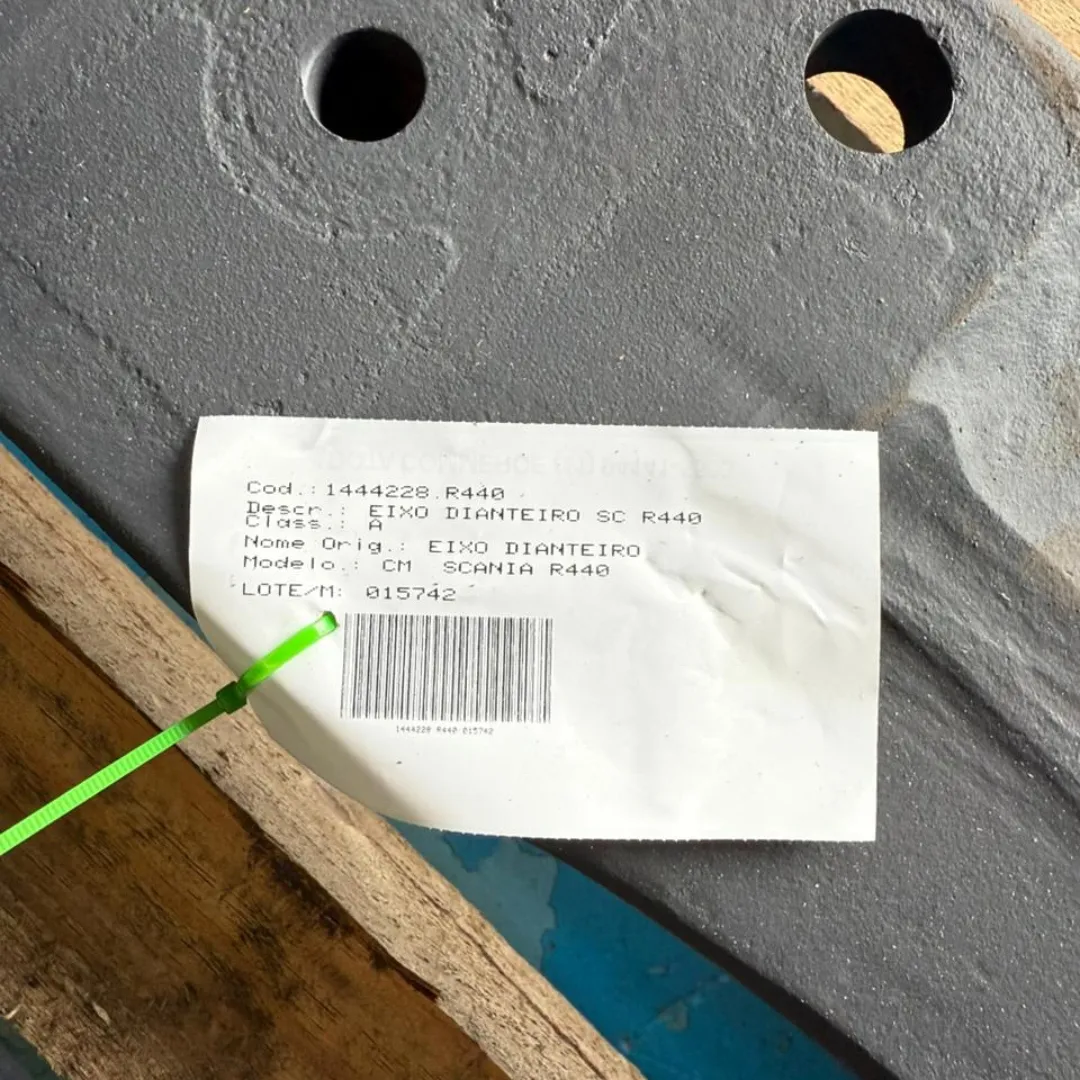 Cod.:1444228.R440
Descr.: EIXO DIANTEIRO SC R440
Class.: A
Nome Orig.: EIXO DIANTEIRO
Modelo.: CM SCANIA R440
LOTE/M: 015742
1444228 R440 015742